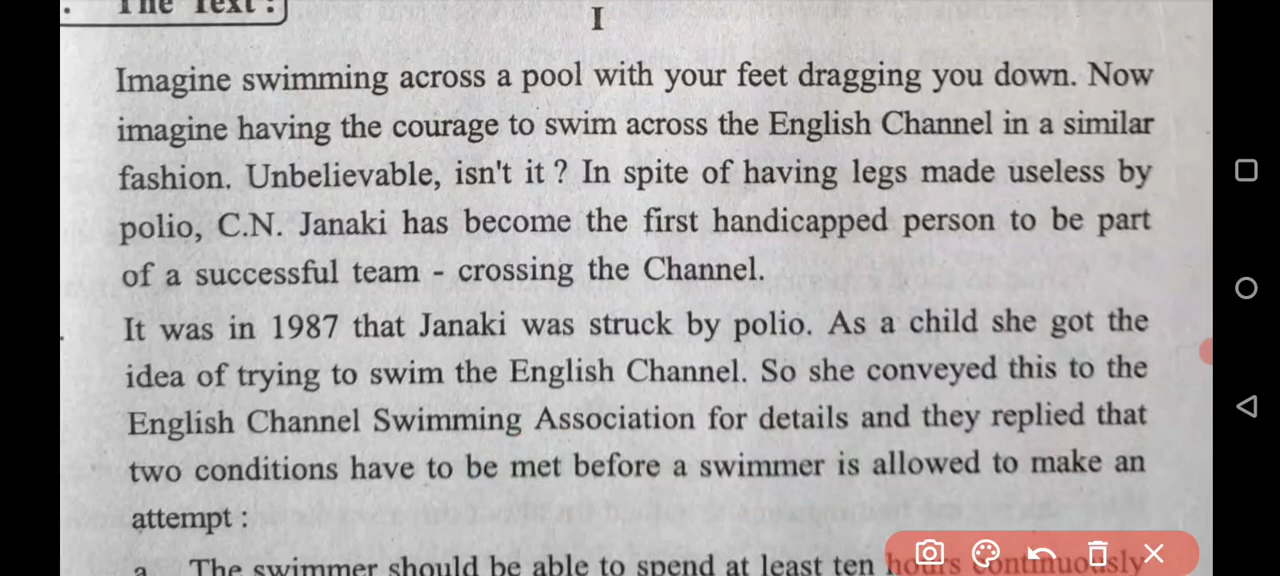 . The Text :
I
Imagine swimming across a pool with your feet dragging you down. Now
imagine having the courage to swim across the English Channel in a similar
fashion. Unbelievable, isn't it ? In spite of having legs made useless by
polio, C.N. Janaki has become the first handicapped person to be part
of a successful team - crossing the Channel.
It was in 1987 that Janaki was struck by polio. As a child she got the
idea of trying to swim the English Channel. So she conveyed this to the
English Channel Swimming Association for details and they replied that
two conditions have to be met before a swimmer is allowed to make an
attempt :
a. The swimmer should be able to spend at least ten hours continuously